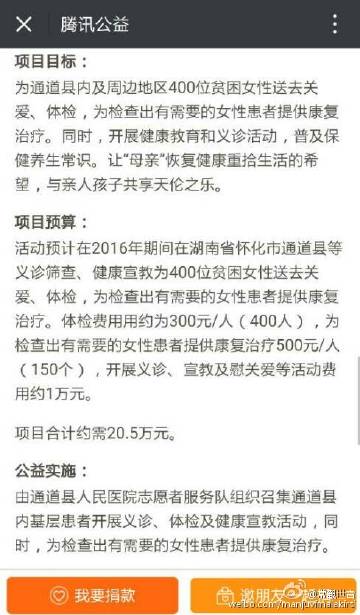 腾讯公益
项目目标：
为通道县内及周边地区400位贫困女性送去关
爱、体检，为检查出有需要的女性患者提供康复
治疗。同时，开展健康教育和义诊活动，普及保
健养生常识。让“母亲”恢复健康重拾生活的希
望，与亲人孩子共享天伦之乐。
项目预算：
活动预计在2016年期间在湖南省怀化市通道县等
义诊筛查、健康宣教为400位贫困女性送去关
爱、体检，为检查出有需要的女性患者提供康复
治疗。体检费用用约为300元/人（400人），为
检查出有需要的女性患者提供康复治疗500元/人
（150个），开展义诊、宣教及慰关爱等活动费
用约1万元。
项目合计约需20.5万元。
公益实施：
由通道县人民医院志愿者服务队组织召集通道县
内基层患者开展义诊、体检及健康宣教活动，同
时，为检查出有需要的女性患者提供康复治疗。
我要捐款
邀朋友